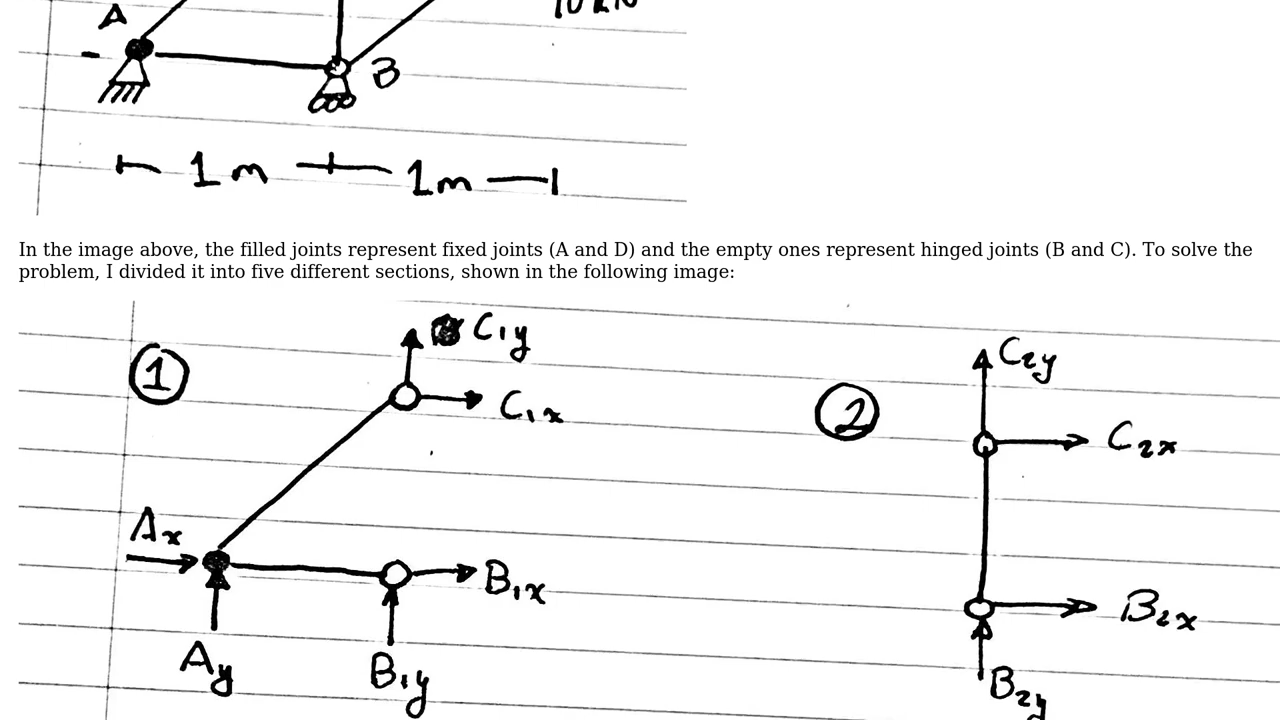 A
B
1m
1m
In the image above, the filled joints represent fixed joints (A and D) and the empty ones represent hinged joints (B and C). To solve the
problem, I divided it into five different sections, shown in the following image:
1
C1y
C1x
Ax
B1x
Ay
B1y
2
C2y
C2x
B2x
B2y